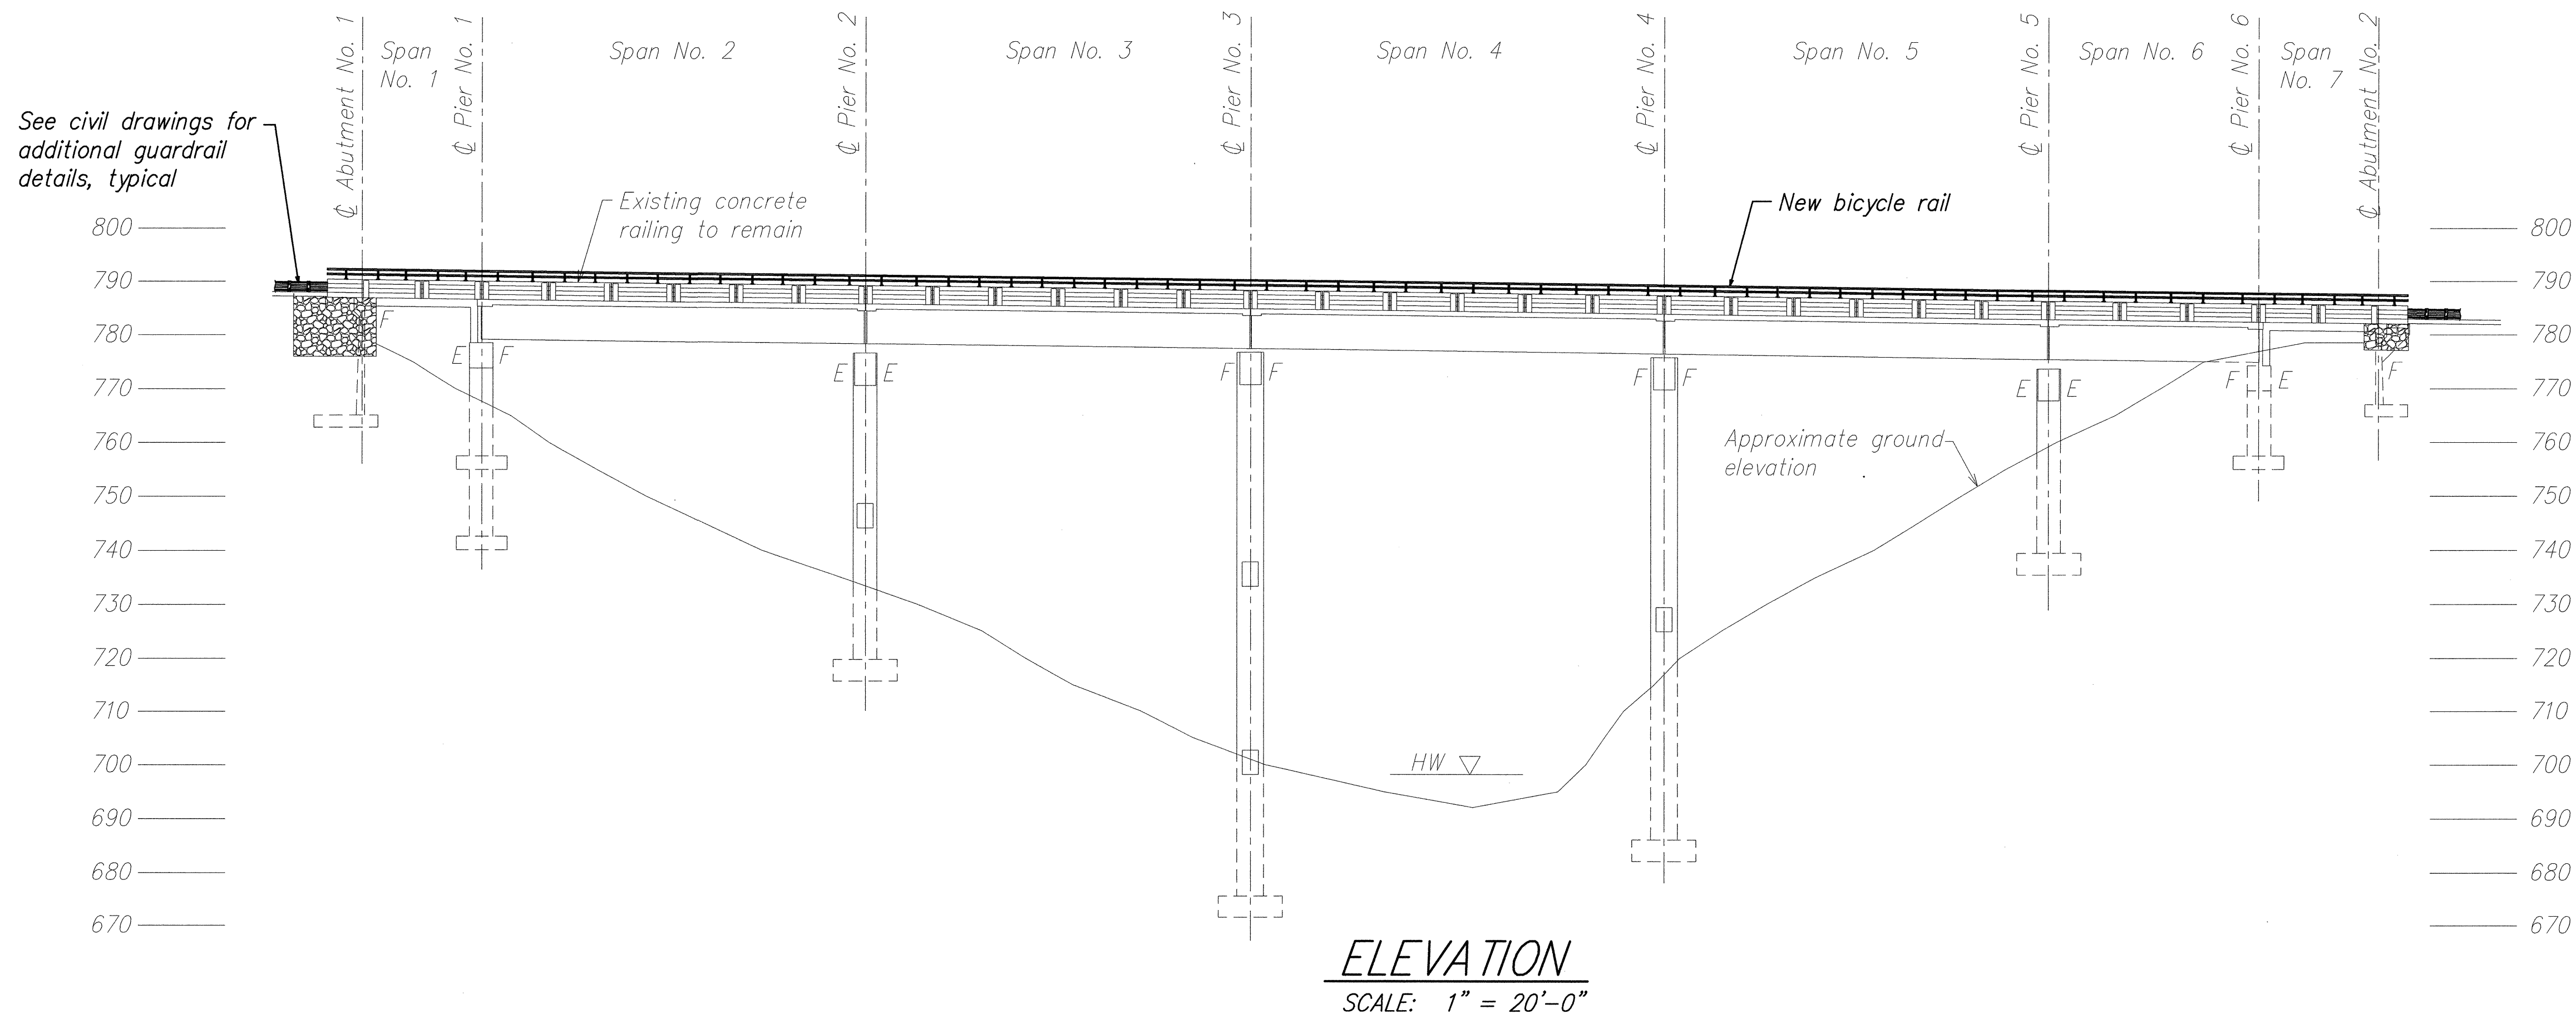 ℄ Abutment No. 1
Span
No. 1
℄ Pier No. 1
Span No. 2
℄ Pier No. 2
Span No. 3
℄ Pier No. 3
Span No. 4
℄ Pier No. 4
Span No. 5
℄ Pier No. 5
Span No. 6
℄ Pier No. 6
Span
No. 7
℄ Abutment No. 2
See civil drawings for
additional guardrail
details, typical
Existing concrete
railing to remain
New bicycle rail
800
800
790
790
780
780
770
770
760
760
750
750
740
740
730
730
720
720
710
710
700
700
690
690
680
680
670
670
F
E F
E E
F F
F F
E E
F E
F
Approximate ground
elevation
HW
ELEVATION
SCALE: 1" = 20'-0"